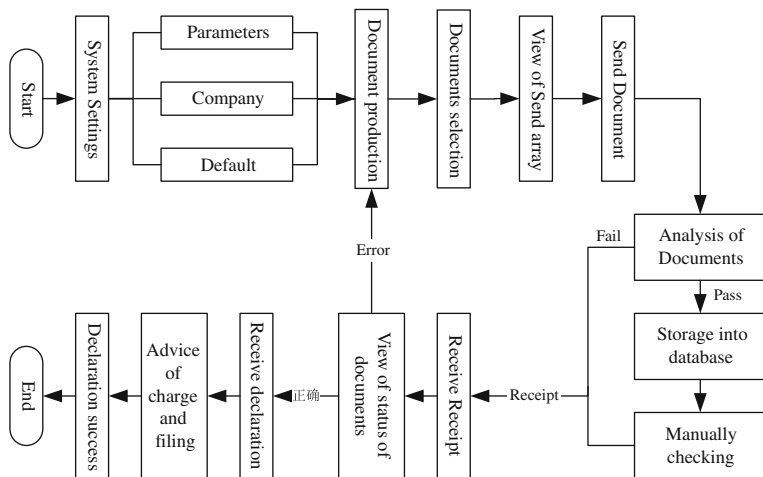 Start
System Settings
Parameters
Company
Default
Document production
Documents selection
View of Send array
Send Document
Analysis of
Documents
Fail
Pass
Storage into
database
Manually
checking
Receipt
Receive Receipt
View of status of
documents
Error
正确
Receive declaration
Advice
of
charge
and
filing
Declaration success
End